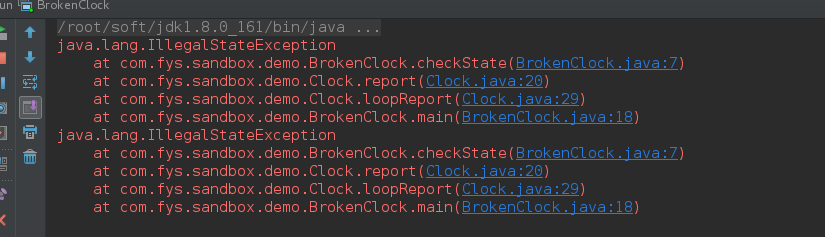 un BrokenClock
/root/soft/jdk1.8.0_161/bin/java ...
java.lang.IllegalStateException
at com.fys.sandbox.demo.BrokenClock.checkState(BrokenClock.java:7)
at com.fys.sandbox.demo.Clock.report(Clock.java:20)
at com.fys.sandbox.demo.Clock.loopReport(Clock.java:29)
at com.fys.sandbox.demo.BrokenClock.main(BrokenClock.java:18)
java.lang.IllegalStateException
at com.fys.sandbox.demo.BrokenClock.checkState(BrokenClock.java:7)
at com.fys.sandbox.demo.Clock.report(Clock.java:20)
at com.fys.sandbox.demo.Clock.loopReport(Clock.java:29)
at com.fys.sandbox.demo.BrokenClock.main(BrokenClock.java:18)